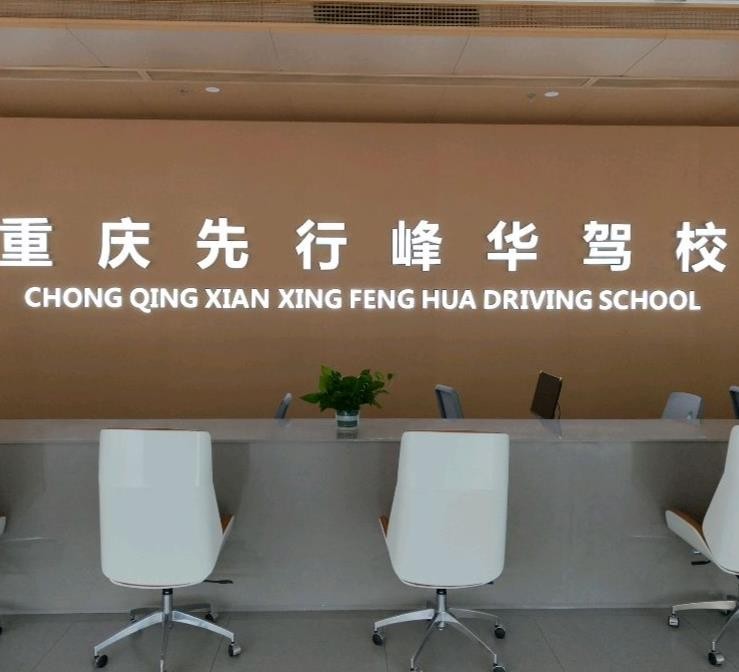 重庆先行峰华驾校
CHONG QING XIAN XING FENG HUA DRIVING SCHOOL